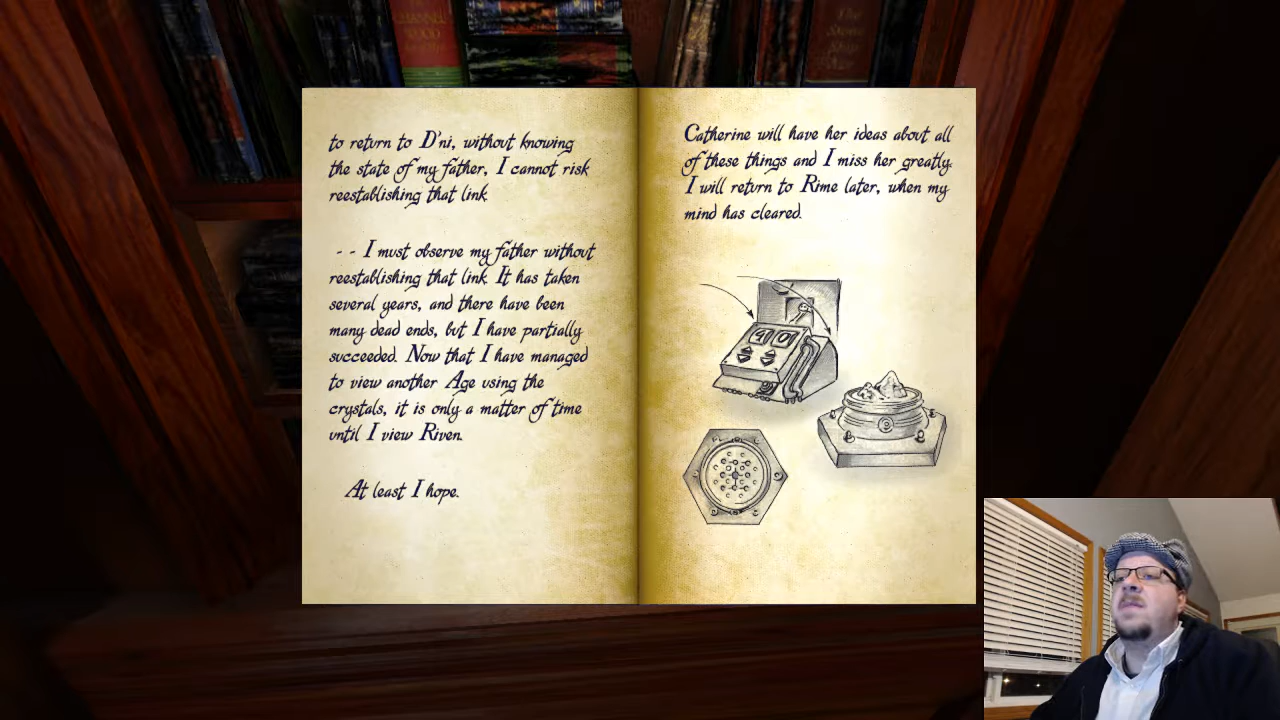 CHANNEL
WOOD
The
to return to D'ni, without knowing
the state of my father, I cannot risk
reestablishing that link.
- - I must observe my father without
reestablishing that link. It has taken
several years, and there have been
many dead ends, but I have partially
succeeded. Now that I have managed
to view another Age using the
crystals, it is only a matter of time
until I view Riven.
At least I hope.
Catherine will have her ideas about all
of these things and I miss her greatly.
I will return to Rime later, when my
mind has cleared.
40